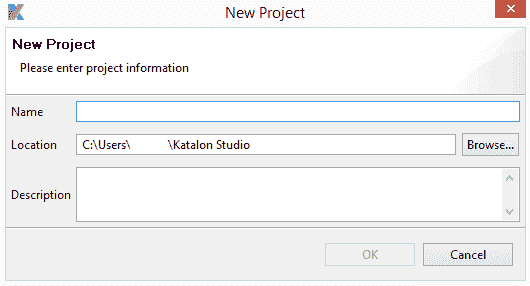 New Project
New Project
Please enter project information
Name
Location C:\Users\ \Katalon Studio Browse...
Description
OK Cancel